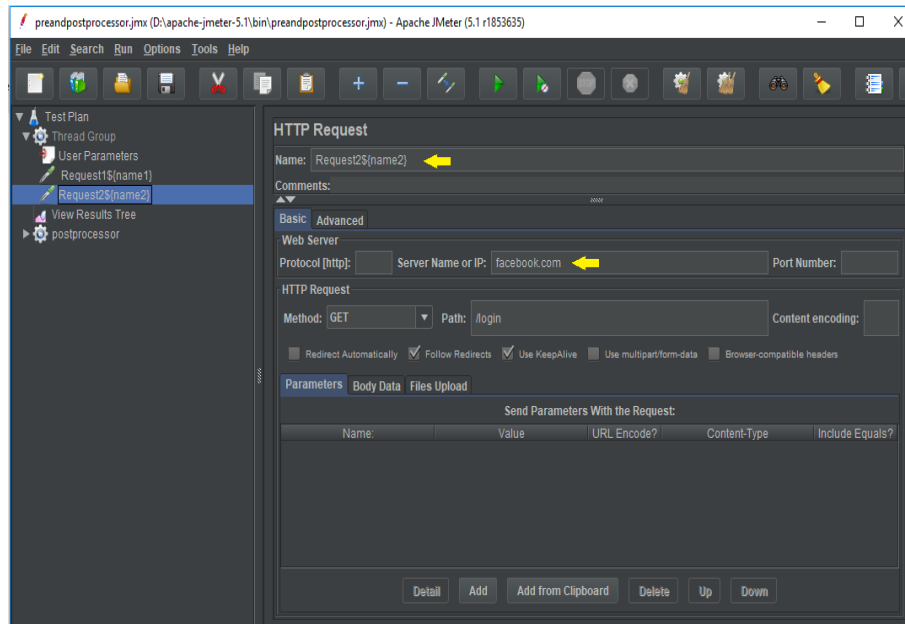 preandpostprocessor.jmx (D:\apache-jmeter-5.1\bin\preandpostprocessor.jmx) - Apache JMeter (5.1 r1853635)
File Edit Search Run Options Tools Help
Test Plan
Thread Group
User Parameters
Request1${name1}
Request2${name2}
View Results Tree
postprocessor
HTTP Request
Name: Request2${name2}
Comments:
Basic Advanced
Web Server
Protocol [http]: Server Name or IP: facebook.com Port Number:
HTTP Request
Method: GET Path: /login Content encoding:
Redirect Automatically Follow Redirects Use KeepAlive Use multipart/form-data Browser-compatible headers
Parameters Body Data Files Upload
Send Parameters With the Request:
Name: Value URL Encode? Content-Type Include Equals?
Detail Add Add from Clipboard Delete Up Down